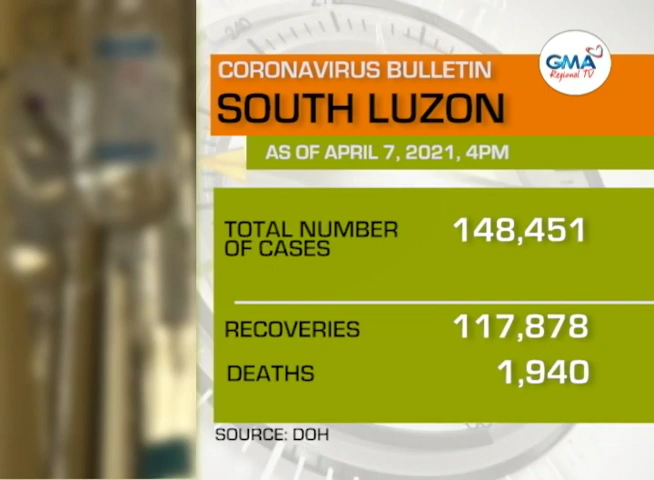 CORONAVIRUS BULLETIN
GMA
Regional TV
SOUTH LUZON
AS OF APRIL 7, 2021, 4PM
TOTAL NUMBER
OF CASES
148,451
RECOVERIES 117,878
DEATHS 1,940
SOURCE: DOH